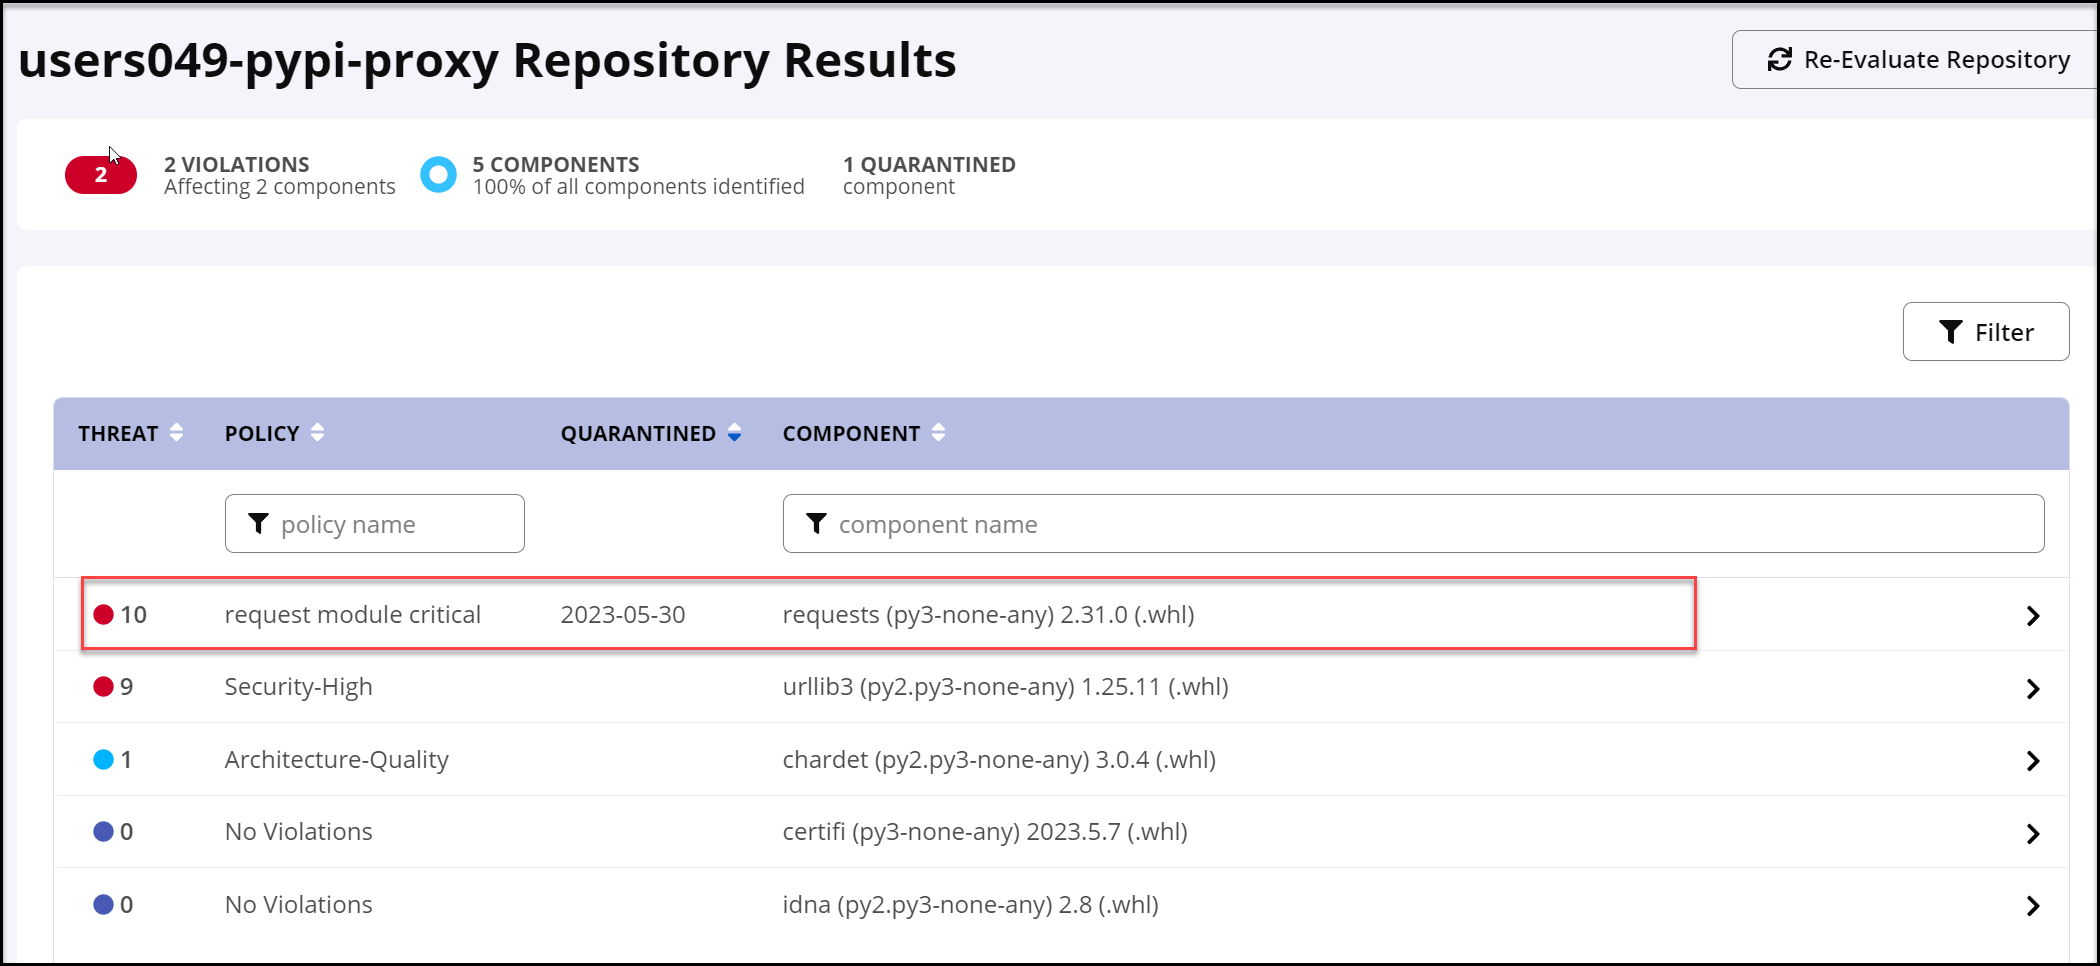 users049-pypi-proxy Repository Results
Re-Evaluate Repository
2
2 VIOLATIONS
Affecting 2 components
5 COMPONENTS
100% of all components identified
1 QUARANTINED
component
Filter
THREAT POLICY QUARANTINED COMPONENT
policy name component name
10 request module critical 2023-05-30 requests (py3-none-any) 2.31.0 (.whl)
9 Security-High urllib3 (py2.py3-none-any) 1.25.11 (.whl)
1 Architecture-Quality chardet (py2.py3-none-any) 3.0.4 (.whl)
0 No Violations certifi (py3-none-any) 2023.5.7 (.whl)
0 No Violations idna (py2.py3-none-any) 2.8 (.whl)